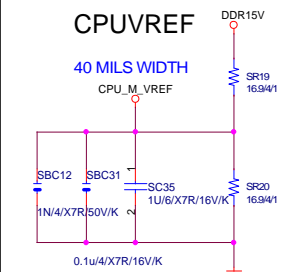 CPUVREF
DDR15V
40 MILS WIDTH
CPU_M_VREF
SR19
16.9/4/1
SBC12
SBC31
1
SC35
1U/6/X7R/16V/K
2
SR20
16.9/4/1
1N/4/X7R/50V/K
0.1u/4/X7R/16V/K